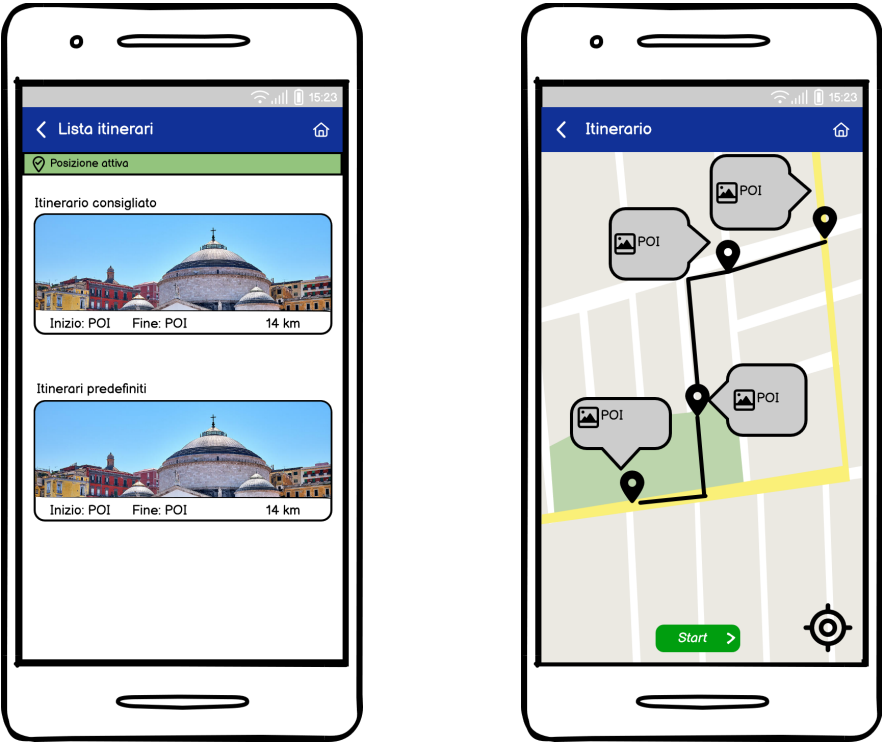 15:23
Lista itinerari
Posizione attiva
Itinerario consigliato
Inizio: POI Fine: POI 14 km
Itinerari predefiniti
Inizio: POI Fine: POI 14 km
15:23
Itinerario
POI
POI
POI
POI
Start